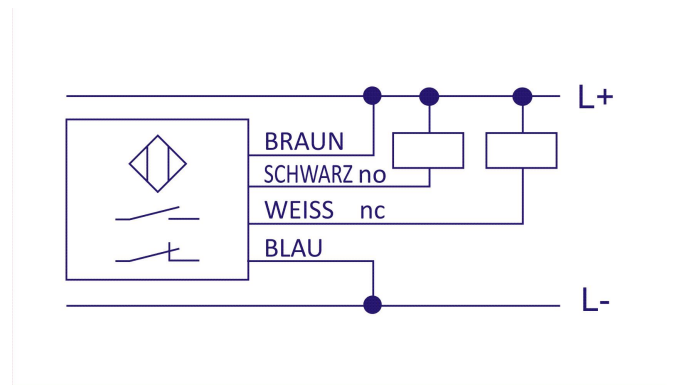 L+
BRAUN
SCHWARZ no
WEISS nc
BLAU
L-